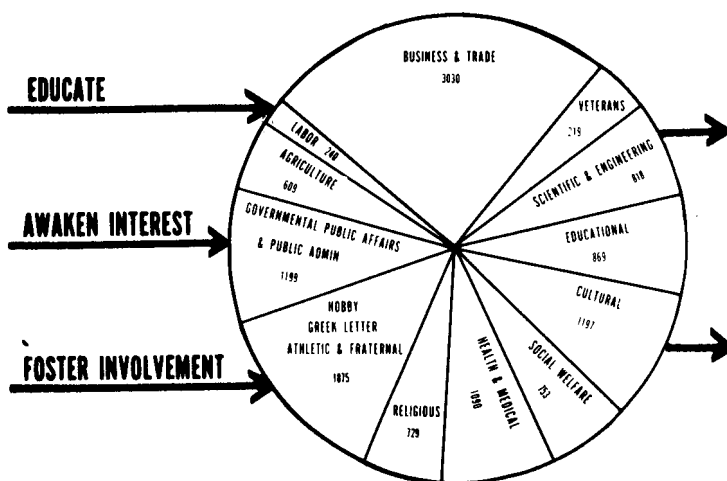 EDUCATE
AWAKEN INTEREST
FOSTER INVOLVEMENT
BUSINESS & TRADE
3030
VETERANS
219
SCIENTIFIC & ENGINEERING
818
EDUCATIONAL
869
CULTURAL
1197
SOCIAL WELFARE
753
HEALTH & MEDICAL
1090
RELIGIOUS
729
HOBBY
GREEK LETTER
ATHLETIC & FRATERNAL
1075
GOVERNMENTAL PUBLIC AFFAIRS
& PUBLIC ADMIN
1199
AGRICULTURE
609
LABOR 240